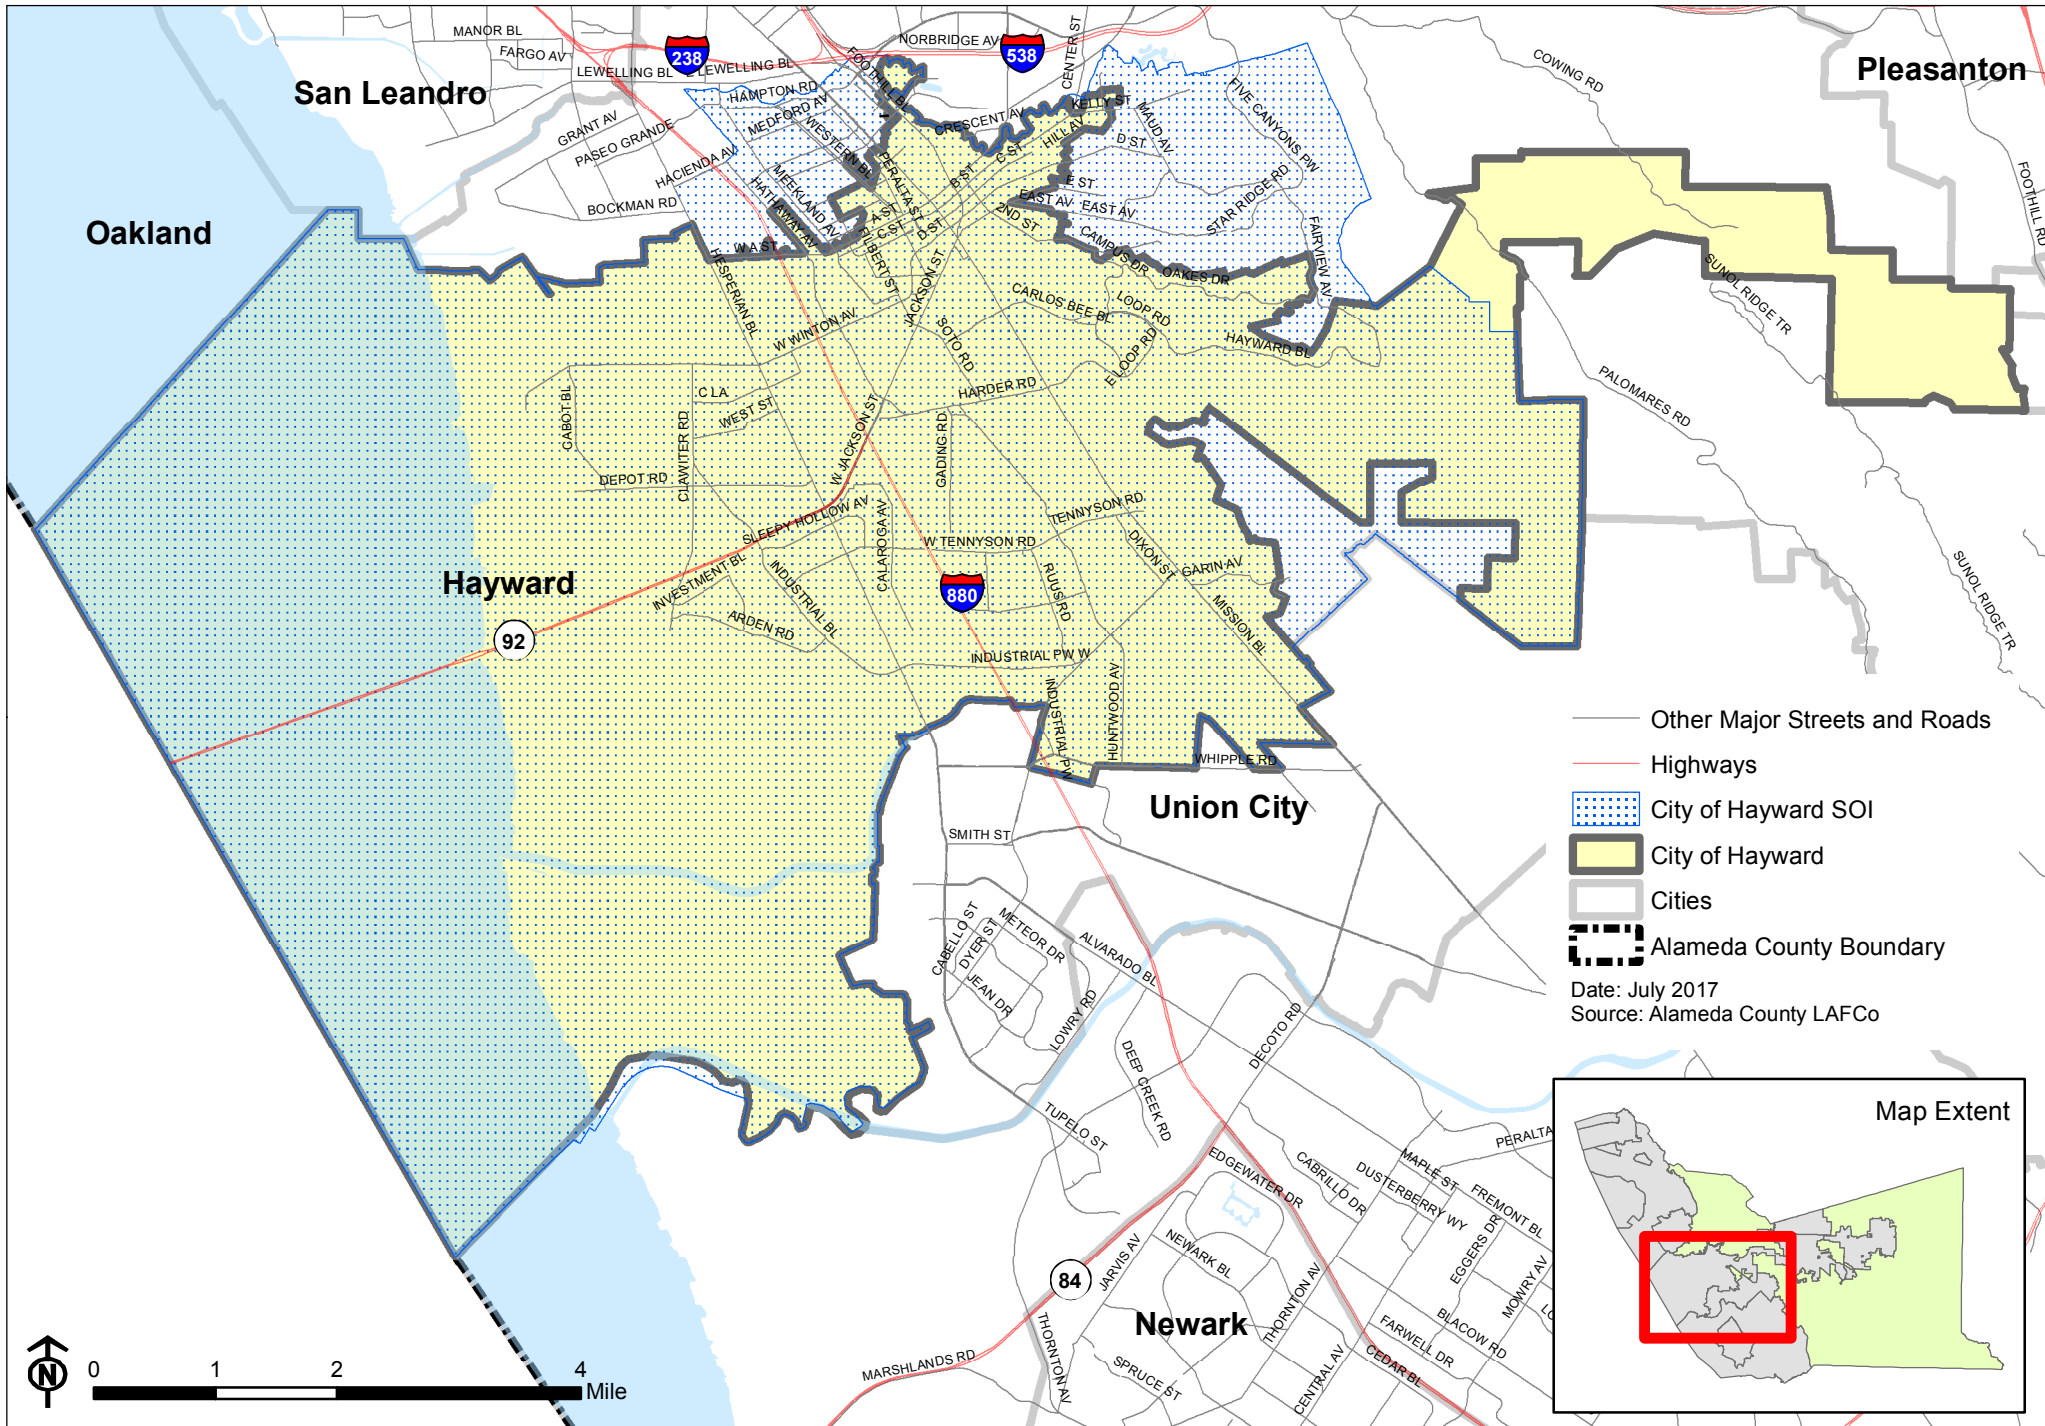 MANOR BL
FARGO AV
LEWELLING BL
E LEWELLING BL
238
NORBRIDGE AV
538
CENTER ST
COWING RD
Pleasanton
San Leandro
HAMPTON RD
MEDFORD AV
WESTERN BL
FOOTHILL BL
CRESCENT AV
KELLY ST
HILL AV
MAUD AV
FIVE CANYONS PW
FOOTHILL RD
GRANT AV
PASEO GRANDE
HACIENDA AV
BOCKMAN RD
HATHAWAY AV
MEEKLAND AV
PERALTA ST
A ST
B ST
C ST
C ST
D ST
D ST
E ST
EAST AV
EAST AV
2ND ST
STAR RIDGE RD
FAIRVIEW AV
Oakland
W A ST
FILBERT ST
CAMPUS DR
OAKES DR
HESPERIAN BL
JACKSON ST
CARLOS BEE BL
LOOP RD
E LOOP RD
HAYWARD BL
SUNOL RIDGE TR
W WINTON AV
SOTO RD
HARDER RD
CABOT BL
C LA
WEST ST
CLAWITER RD
W JACKSON ST
GADING RD
PALOMARES RD
DEPOT RD
SLEEPY HOLLOW AV
CALAROGA AV
TENNYSON RD
W TENNYSON RD
DIXON ST
GARIN AV
Hayward
INVESTMENT BL
INDUSTRIAL BL
880
RUUS RD
MISSION BL
SUNOL RIDGE TR
92
ARDEN RD
INDUSTRIAL PW W
INDUSTRIAL PW
HUNTWOOD AV
WHIPPLE RD
Union City
Other Major Streets and Roads
Highways
City of Hayward SOI
City of Hayward
Cities
Alameda County Boundary
Date: July 2017
Source: Alameda County LAFCo
SMITH ST
CABELLO ST
DYER ST
METEOR DR
JEAN DR
ALVARADO BL
LOWRY RD
DECOTO RD
DEEP CREEK RD
TUPELO ST
PERALTA
EDGEWATER DR
CABRILLO DR
DUSTERBERRY WY
MAPLE ST
FREMONT BL
EGGERS DR
MOWRY AV
NEWARK BL
JARVIS AV
84
Newark
THORNTON AV
THORNTON AV
CENTRAL AV
BLACOW RD
FARWELL DR
CEDAR BL
SPRUCE ST
MARSHLANDS RD
Map Extent
N
0 1 2 4
Mile